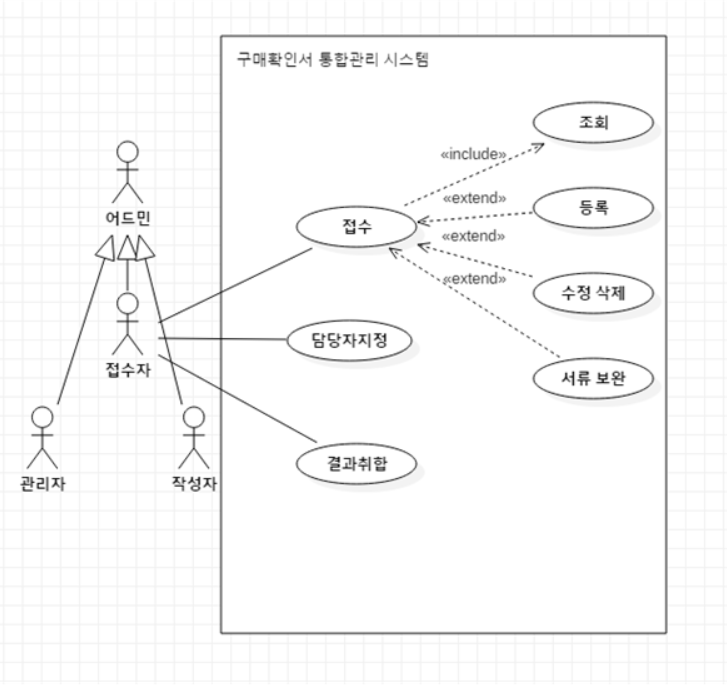 구매확인서 통합관리 시스템
조회
«include»
어드민
«extend»
등록
접수
«extend»
«extend»
수정 삭제
담당자지정
접수자
서류 보완
결과취합
관리자
작성자